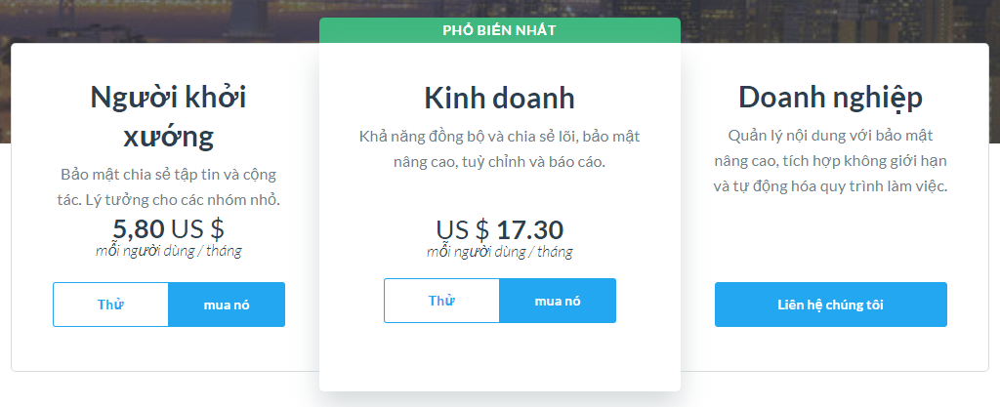 Người khởi
xướng
Bảo mật chia sẻ tập tin và cộng
tác. Lý tưởng cho các nhóm nhỏ.
5,80 US $
mỗi người dùng / tháng
Thử
mua nó
PHỔ BIẾN NHẤT
Kinh doanh
Khả năng đồng bộ và chia sẻ lõi, bảo mật
nâng cao, tuỳ chỉnh và báo cáo.
US $ 17.30
mỗi người dùng / tháng
Thử
mua nó
Doanh nghiệp
Quản lý nội dung với bảo mật
nâng cao, tích hợp không giới hạn
và tự động hóa quy trình làm việc.
Liên hệ chúng tôi